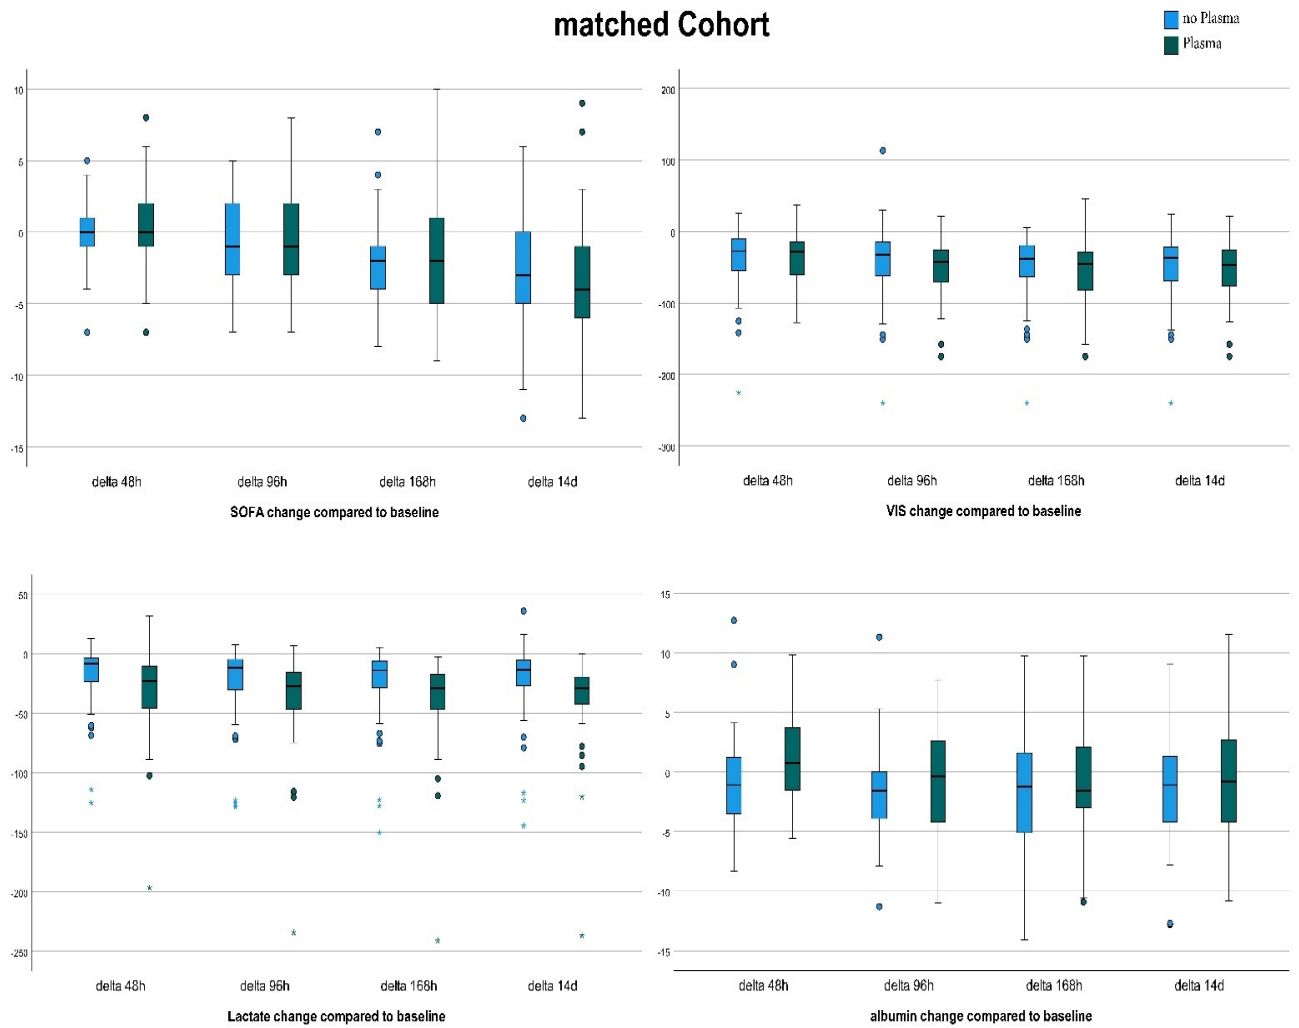 matched Cohort
no Plasma
Plasma
10
5
0
-5
-10
-15
delta 48h
delta 96h
delta 168h
delta 14d
SOFA change compared to baseline
200
100
0
-100
-200
-300
delta 48h
delta 96h
delta 168h
delta 14d
VIS change compared to baseline
50
0
-50
-100
-150
-200
-250
delta 48h
delta 96h
delta 168h
delta 14d
Lactate change compared to baseline
15
10
5
0
-5
-10
-15
delta 48h
delta 96h
delta 168h
delta 14d
albumin change compared to baseline